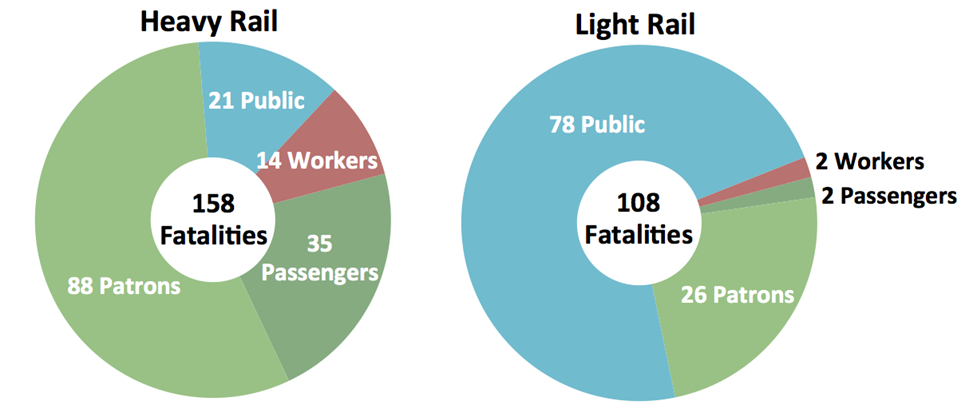 Heavy Rail
21 Public
14 Workers
158
Fatalities
35
Passengers
88 Patrons
Light Rail
78 Public
2 Workers
2 Passengers
108
Fatalities
26 Patrons